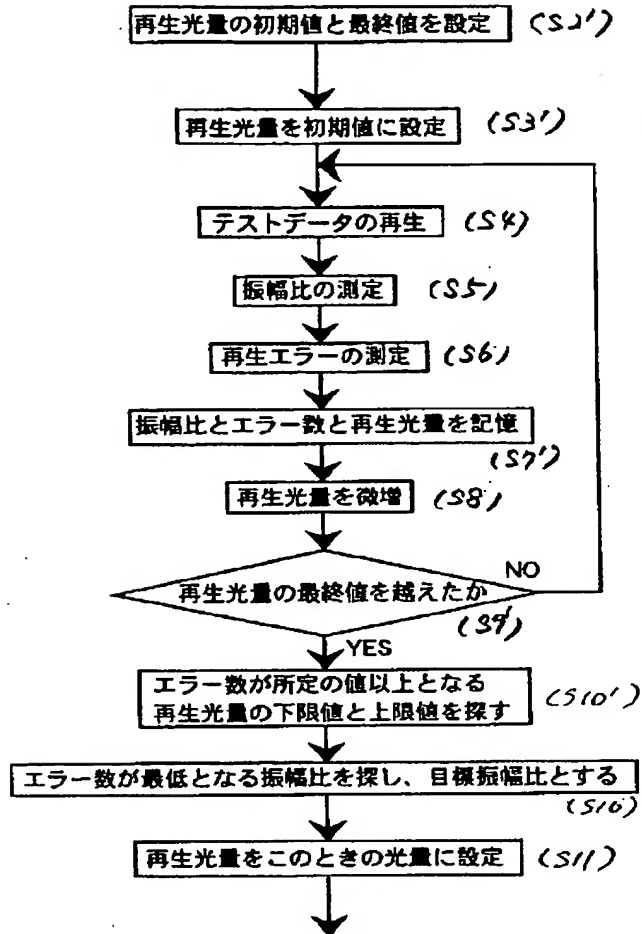 再生光量の初期値と最終値を設定 (S2')
再生光量を初期値に設定 (S3')
テストデータの再生 (S4)
振幅比の測定 (S5)
再生エラーの測定 (S6)
振幅比とエラー数と再生光量を記憶
(S7')
再生光量を微増 (S8)
NO
再生光量の最終値を越えたか
(S9')
YES
エラー数が所定の値以上となる
再生光量の下限値と上限値を探す (S10')
エラー数が最低となる振幅比を探し、目標振幅比とする
(S10)
再生光量をこのときの光量に設定 (S11)